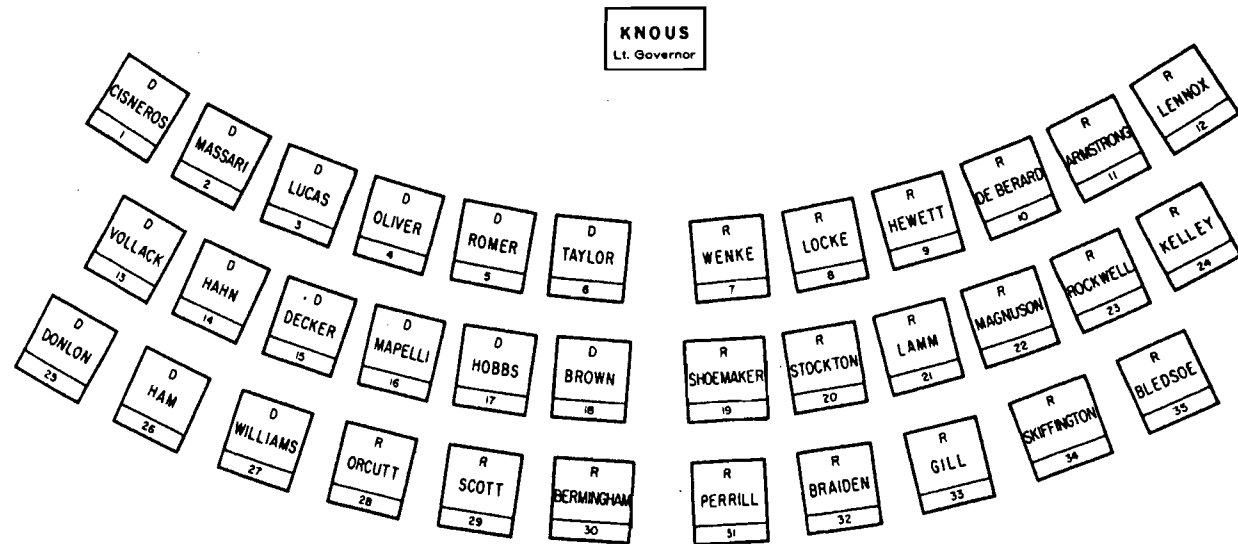 KNOUS
Lt. Governor
D
CISNEROS
1
D
MASSARI
2
D
LUCAS
3
D
OLIVER
4
D
ROMER
5
D
TAYLOR
6
R
WENKE
7
R
LOCKE
8
R
HEWETT
9
R
DE BERARD
10
R
ARMSTRONG
11
R
LENNOX
12
D
VOLLACK
13
D
HAHN
14
D
DECKER
15
D
MAPELLI
16
D
HOBBS
17
D
BROWN
18
R
SHOEMAKER
19
R
STOCKTON
20
R
LAMM
21
R
MAGNUSON
22
R
ROCKWELL
23
R
KELLEY
24
D
DONLON
25
D
HAM
26
D
WILLIAMS
27
R
ORCUTT
28
R
SCOTT
29
R
BERMINGHAM
30
R
PERRILL
31
R
BRAIDEN
32
R
GILL
33
R
SKIFFINGTON
34
R
BLEDSOE
35